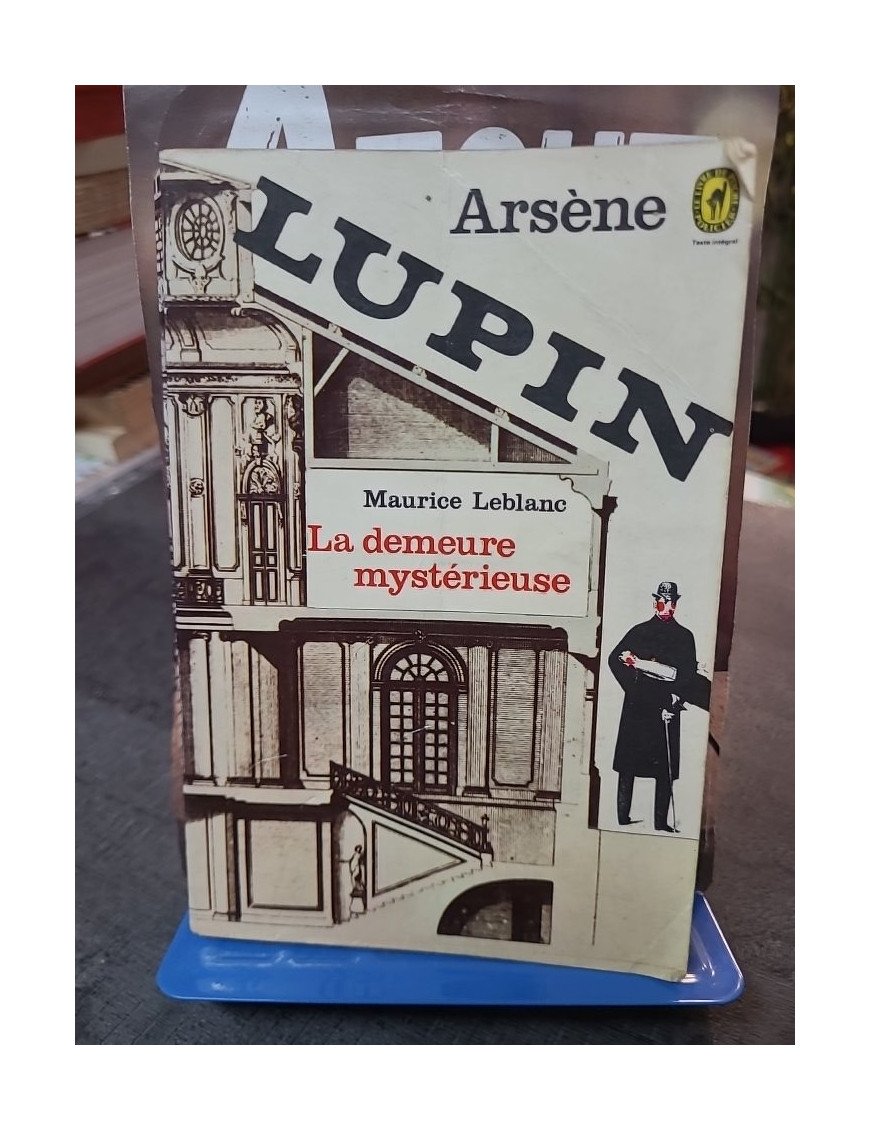 Arsène
LUPIN
Texte intégral
Maurice Leblanc
La demeure
mystérieuse